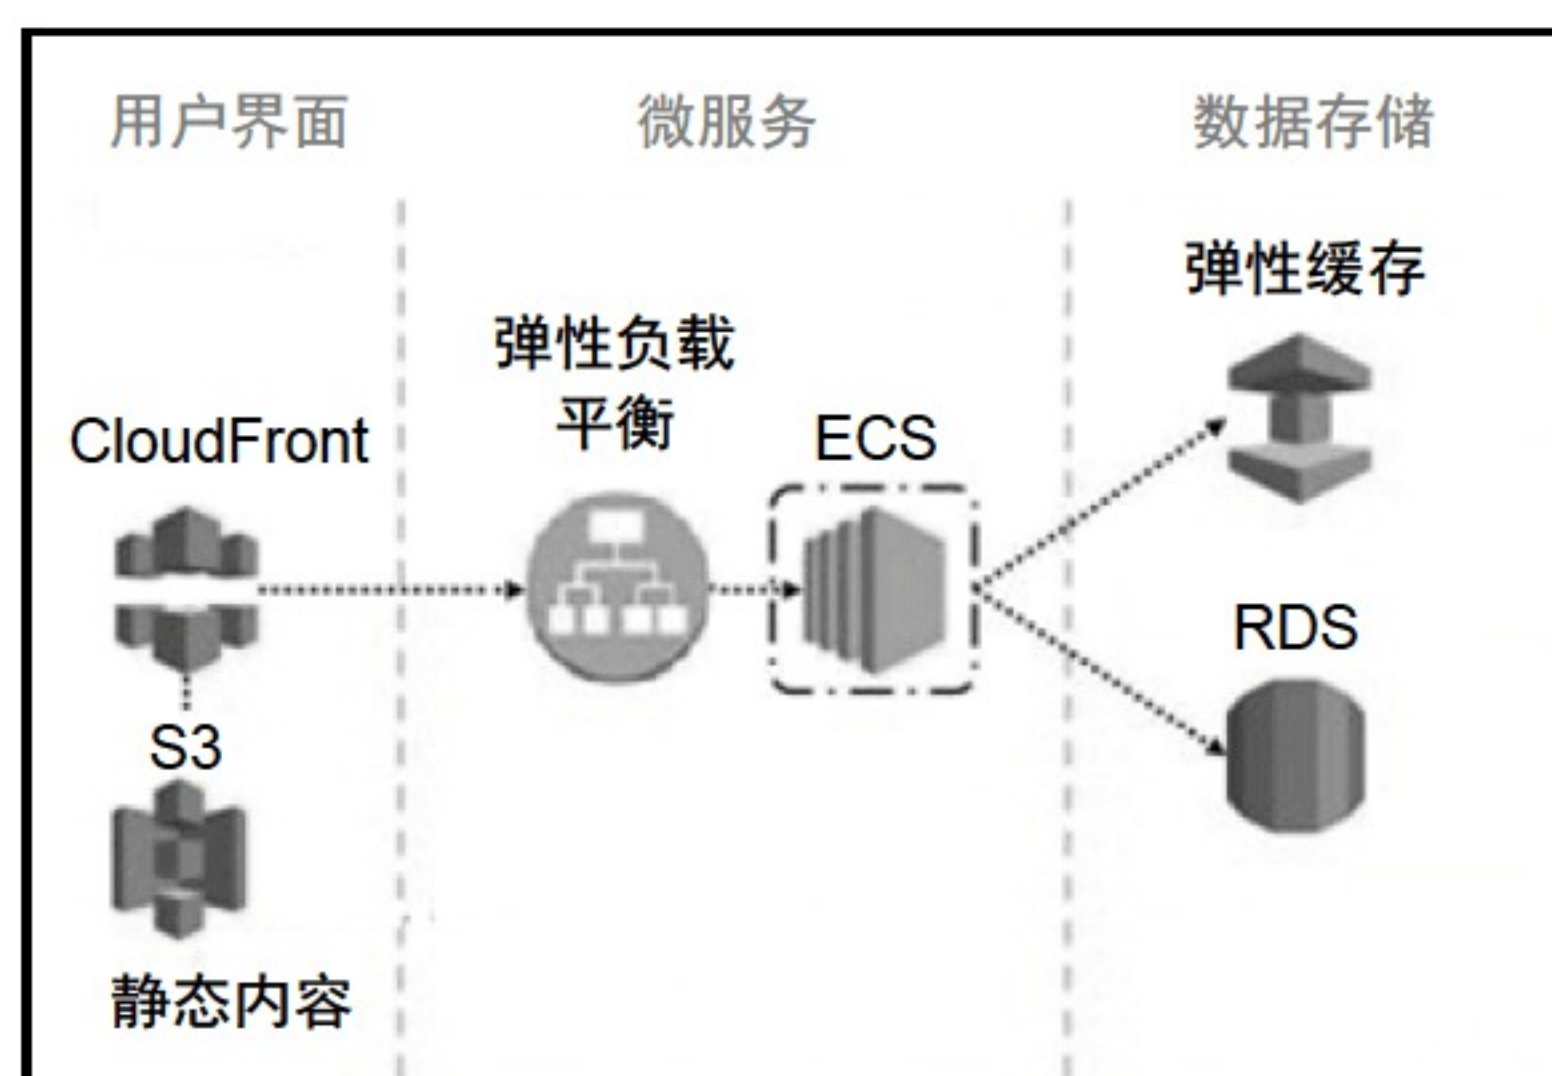 用户界面
微服务
数据存储
弹性缓存
弹性负载
平衡
CloudFront
ECS
RDS
S3
静态内容